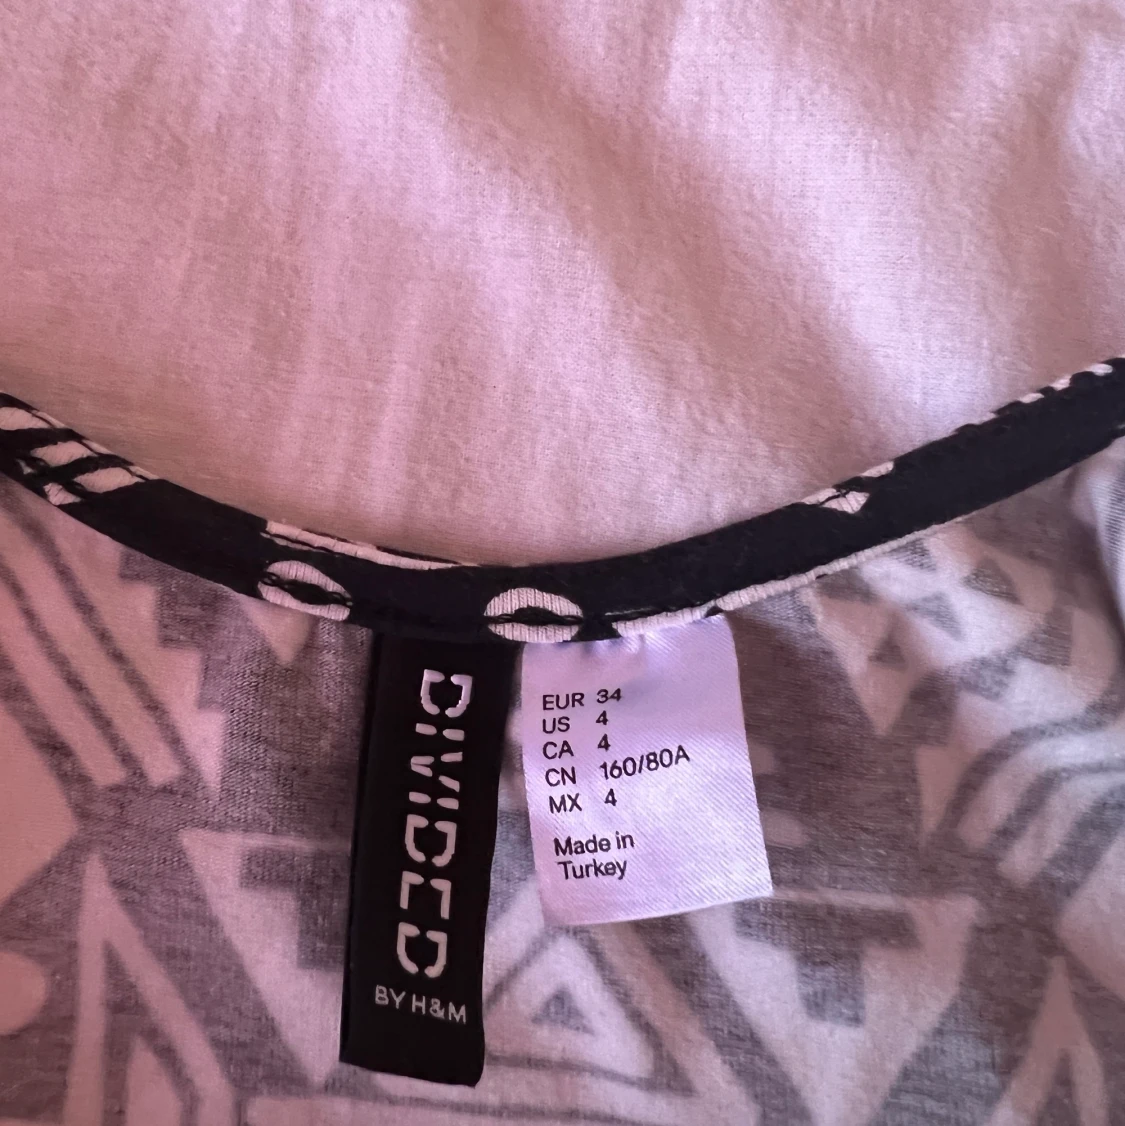 DIVIDED
BY H&M
EUR 34
US 4
CA 4
CN 160/80A
MX 4
Made in
Turkey